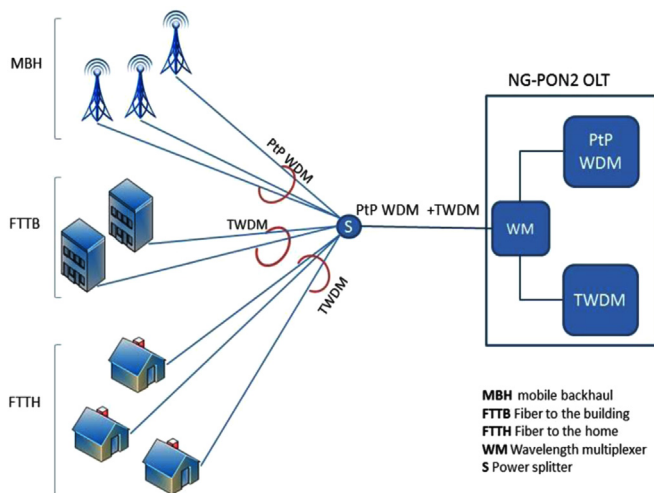 MBH
PtP WDM
FTTB
TWDM
S
PtP WDM +TWDM
TWDM
FTTH
NG-PON2 OLT
PtP
WDM
WM
TWDM
MBH mobile backhaul
FTTB Fiber to the building
FTTH Fiber to the home
WM Wavelength multiplexer
S Power splitter